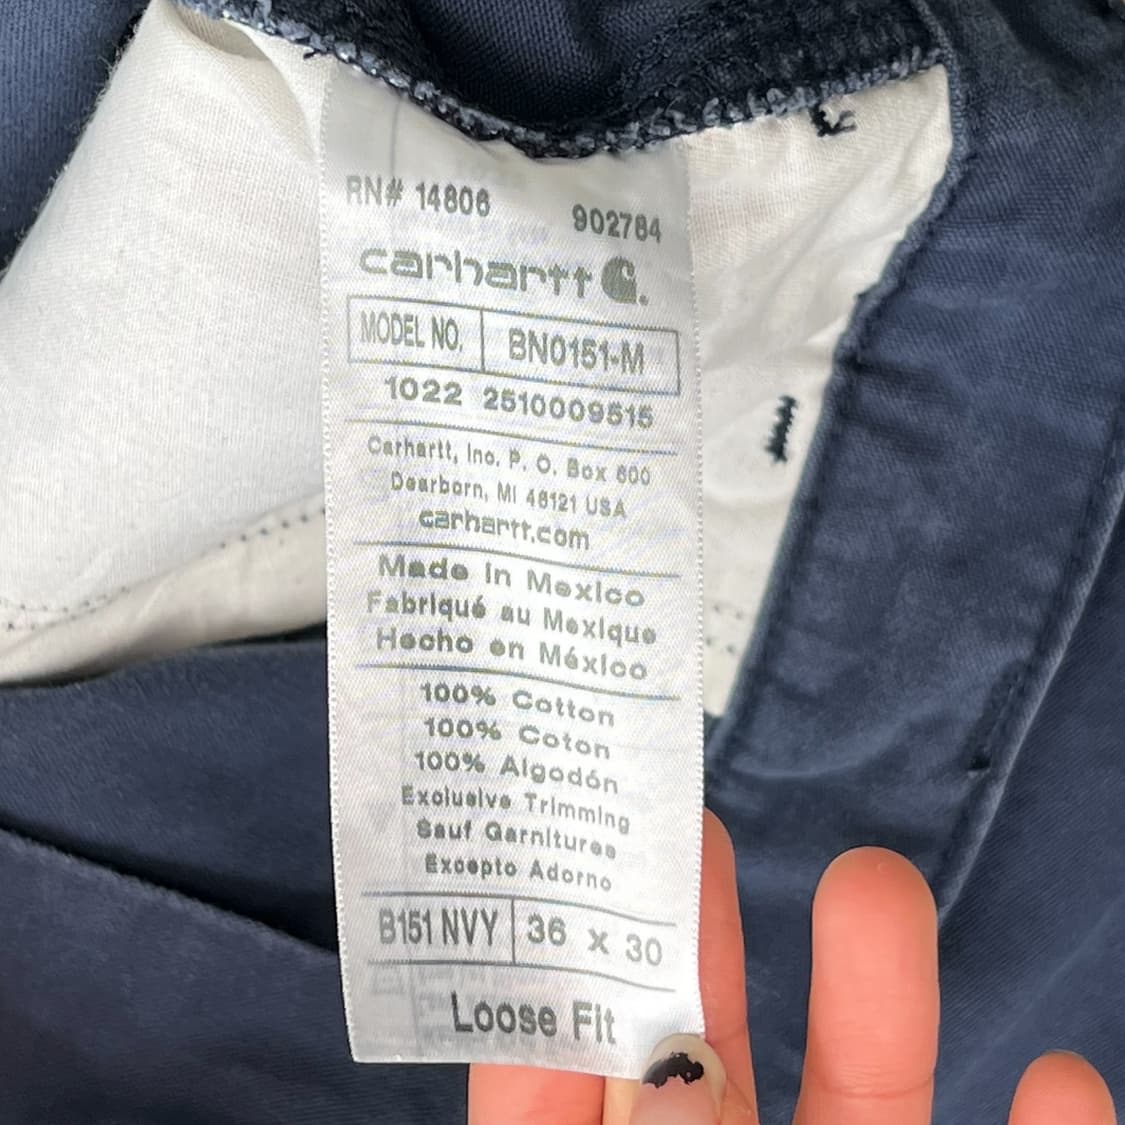 RN# 14806 902784
carhartt
MODEL NO. BN0151-M
1022 2510009515
Carhartt, Inc. P. O. Box 600
Dearborn, MI 48121 USA
carhartt.com
Made in Mexico
Fabriqué au Mexique
Hecho en México
100% Cotton
100% Coton
100% Algodón
Exclusive Trimming
Sauf Garnitures
Excepto Adorno
B151 NVY 36 x 30
Loose Fit